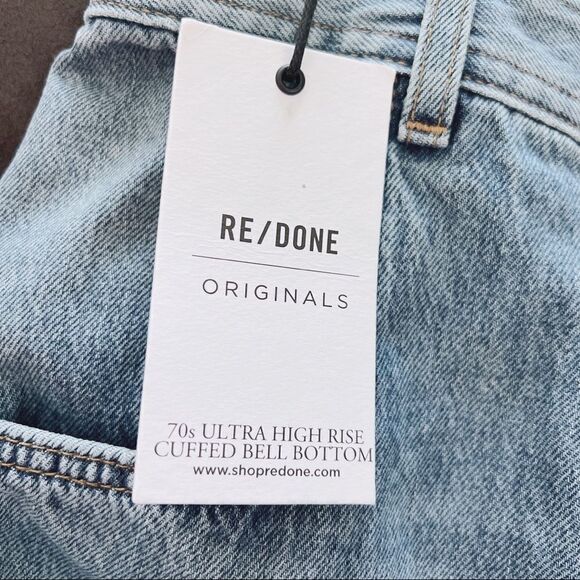 RE/DONE
ORIGINALS
70s ULTRA HIGH RISE
CUFFED BELL BOTTOM
www.shopredone.com